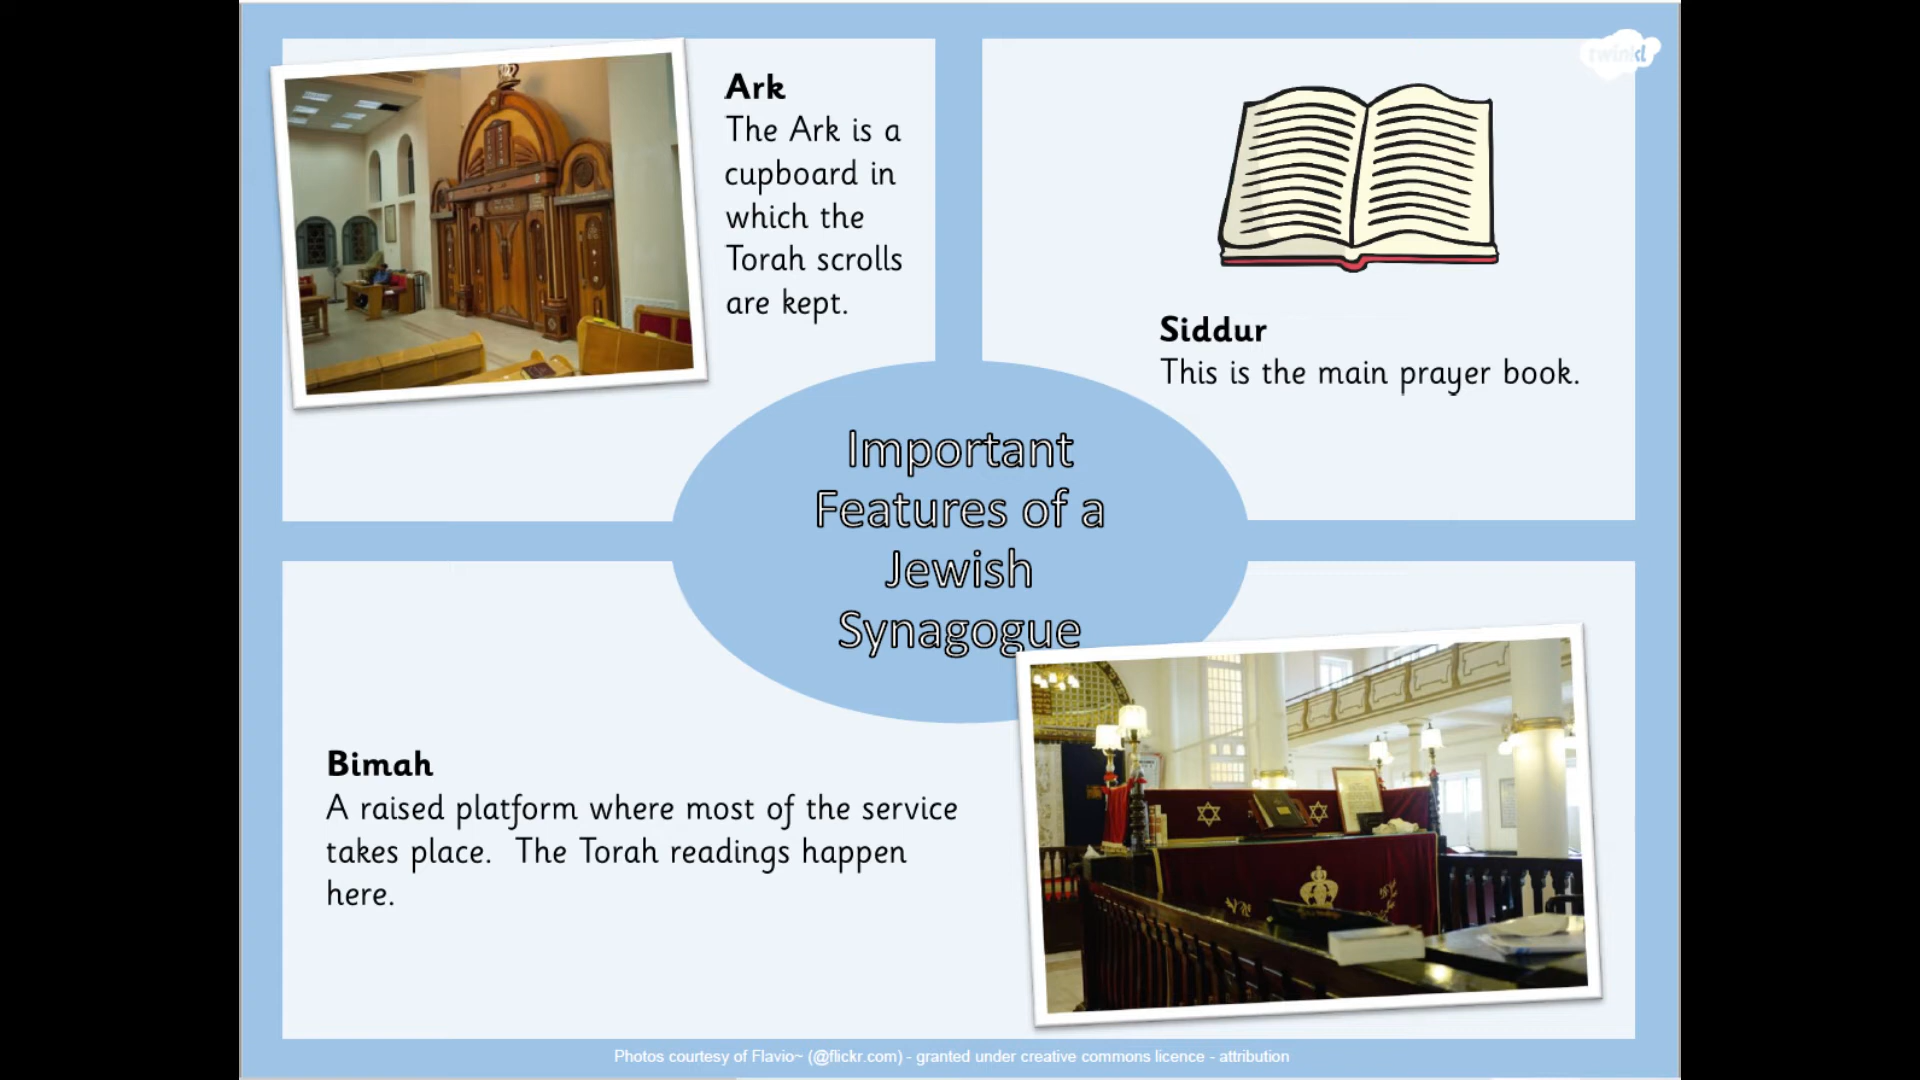 twinkl
Ark
The Ark is a
cupboard in
which the
Torah scrolls
are kept.
Siddur
This is the main prayer book.
Important
Features of a
Jewish
Synagogue
Bimah
A raised platform where most of the service
takes place. The Torah readings happen
here.
Photos courtesy of Flavio~ (@flickr.com) - granted under creative commons licence - attribution